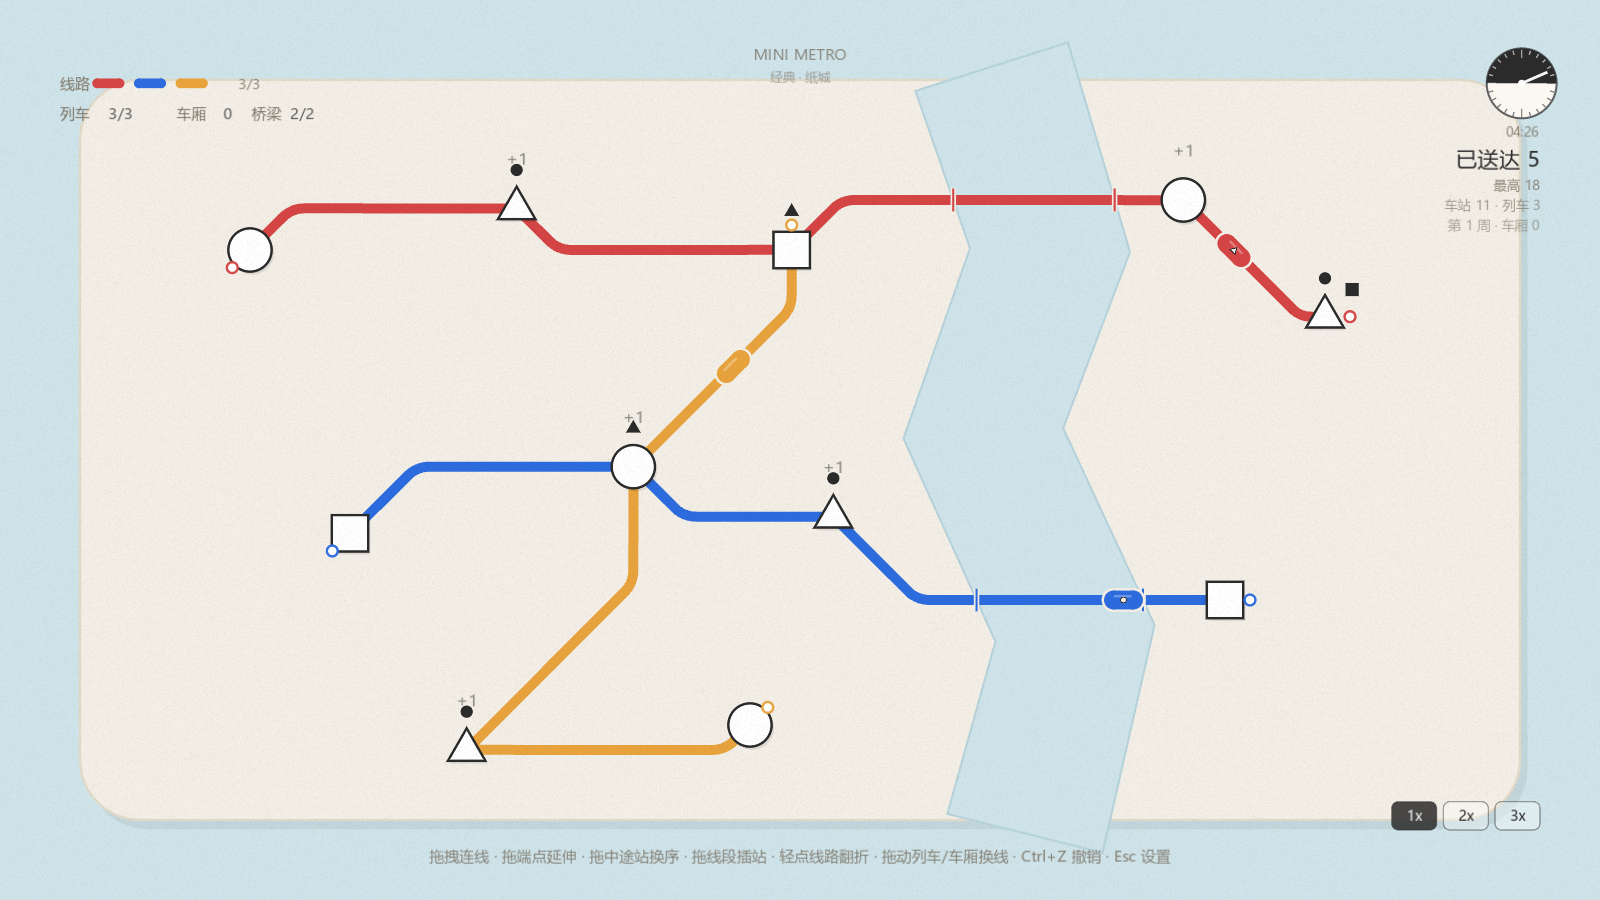 MINI METRO
经典 · 纸城
线路 3/3
列车 3/3 车厢 0 桥梁 2/2
04:26
已送达 5
最高 18
车站 11 · 列车 3
第 1 周 · 车厢 0
+1
+1
+1
+1
+1
1x 2x 3x
拖拽连线 · 拖端点延伸 · 拖中途站换序 · 拖线段插站 · 轻点线路翻折 · 拖动列车/车厢换线 · Ctrl+Z 撤销 · Esc 设置